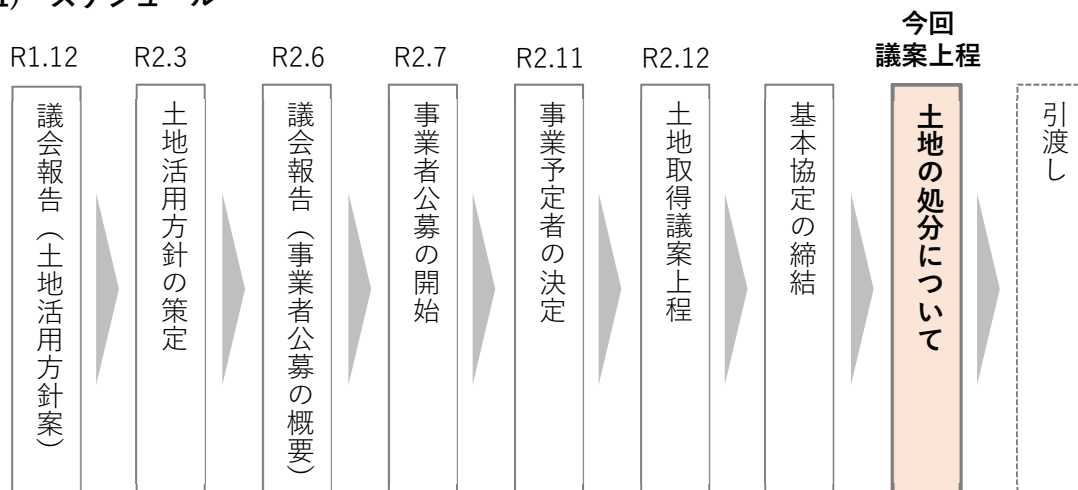 スケジュール
R1.12
議会報告（土地活用方針案）
R2.3
土地活用方針の策定
R2.6
議会報告（事業者公募の概要）
R2.7
事業者公募の開始
R2.11
事業予定者の決定
R2.12
土地取得議案上程
基本協定の締結
今回
議案上程
土地の処分について
引渡し